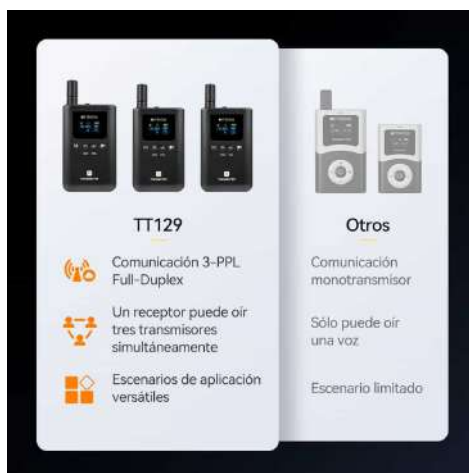 TT129
Comunicación 3-PPL
Full-Duplex
Un receptor puede oír
tres transmisores
simultáneamente
Escenarios de aplicación
versátiles
Otros
Comunicación
monotransmisor
Sólo puede oír
una voz
Escenario limitado